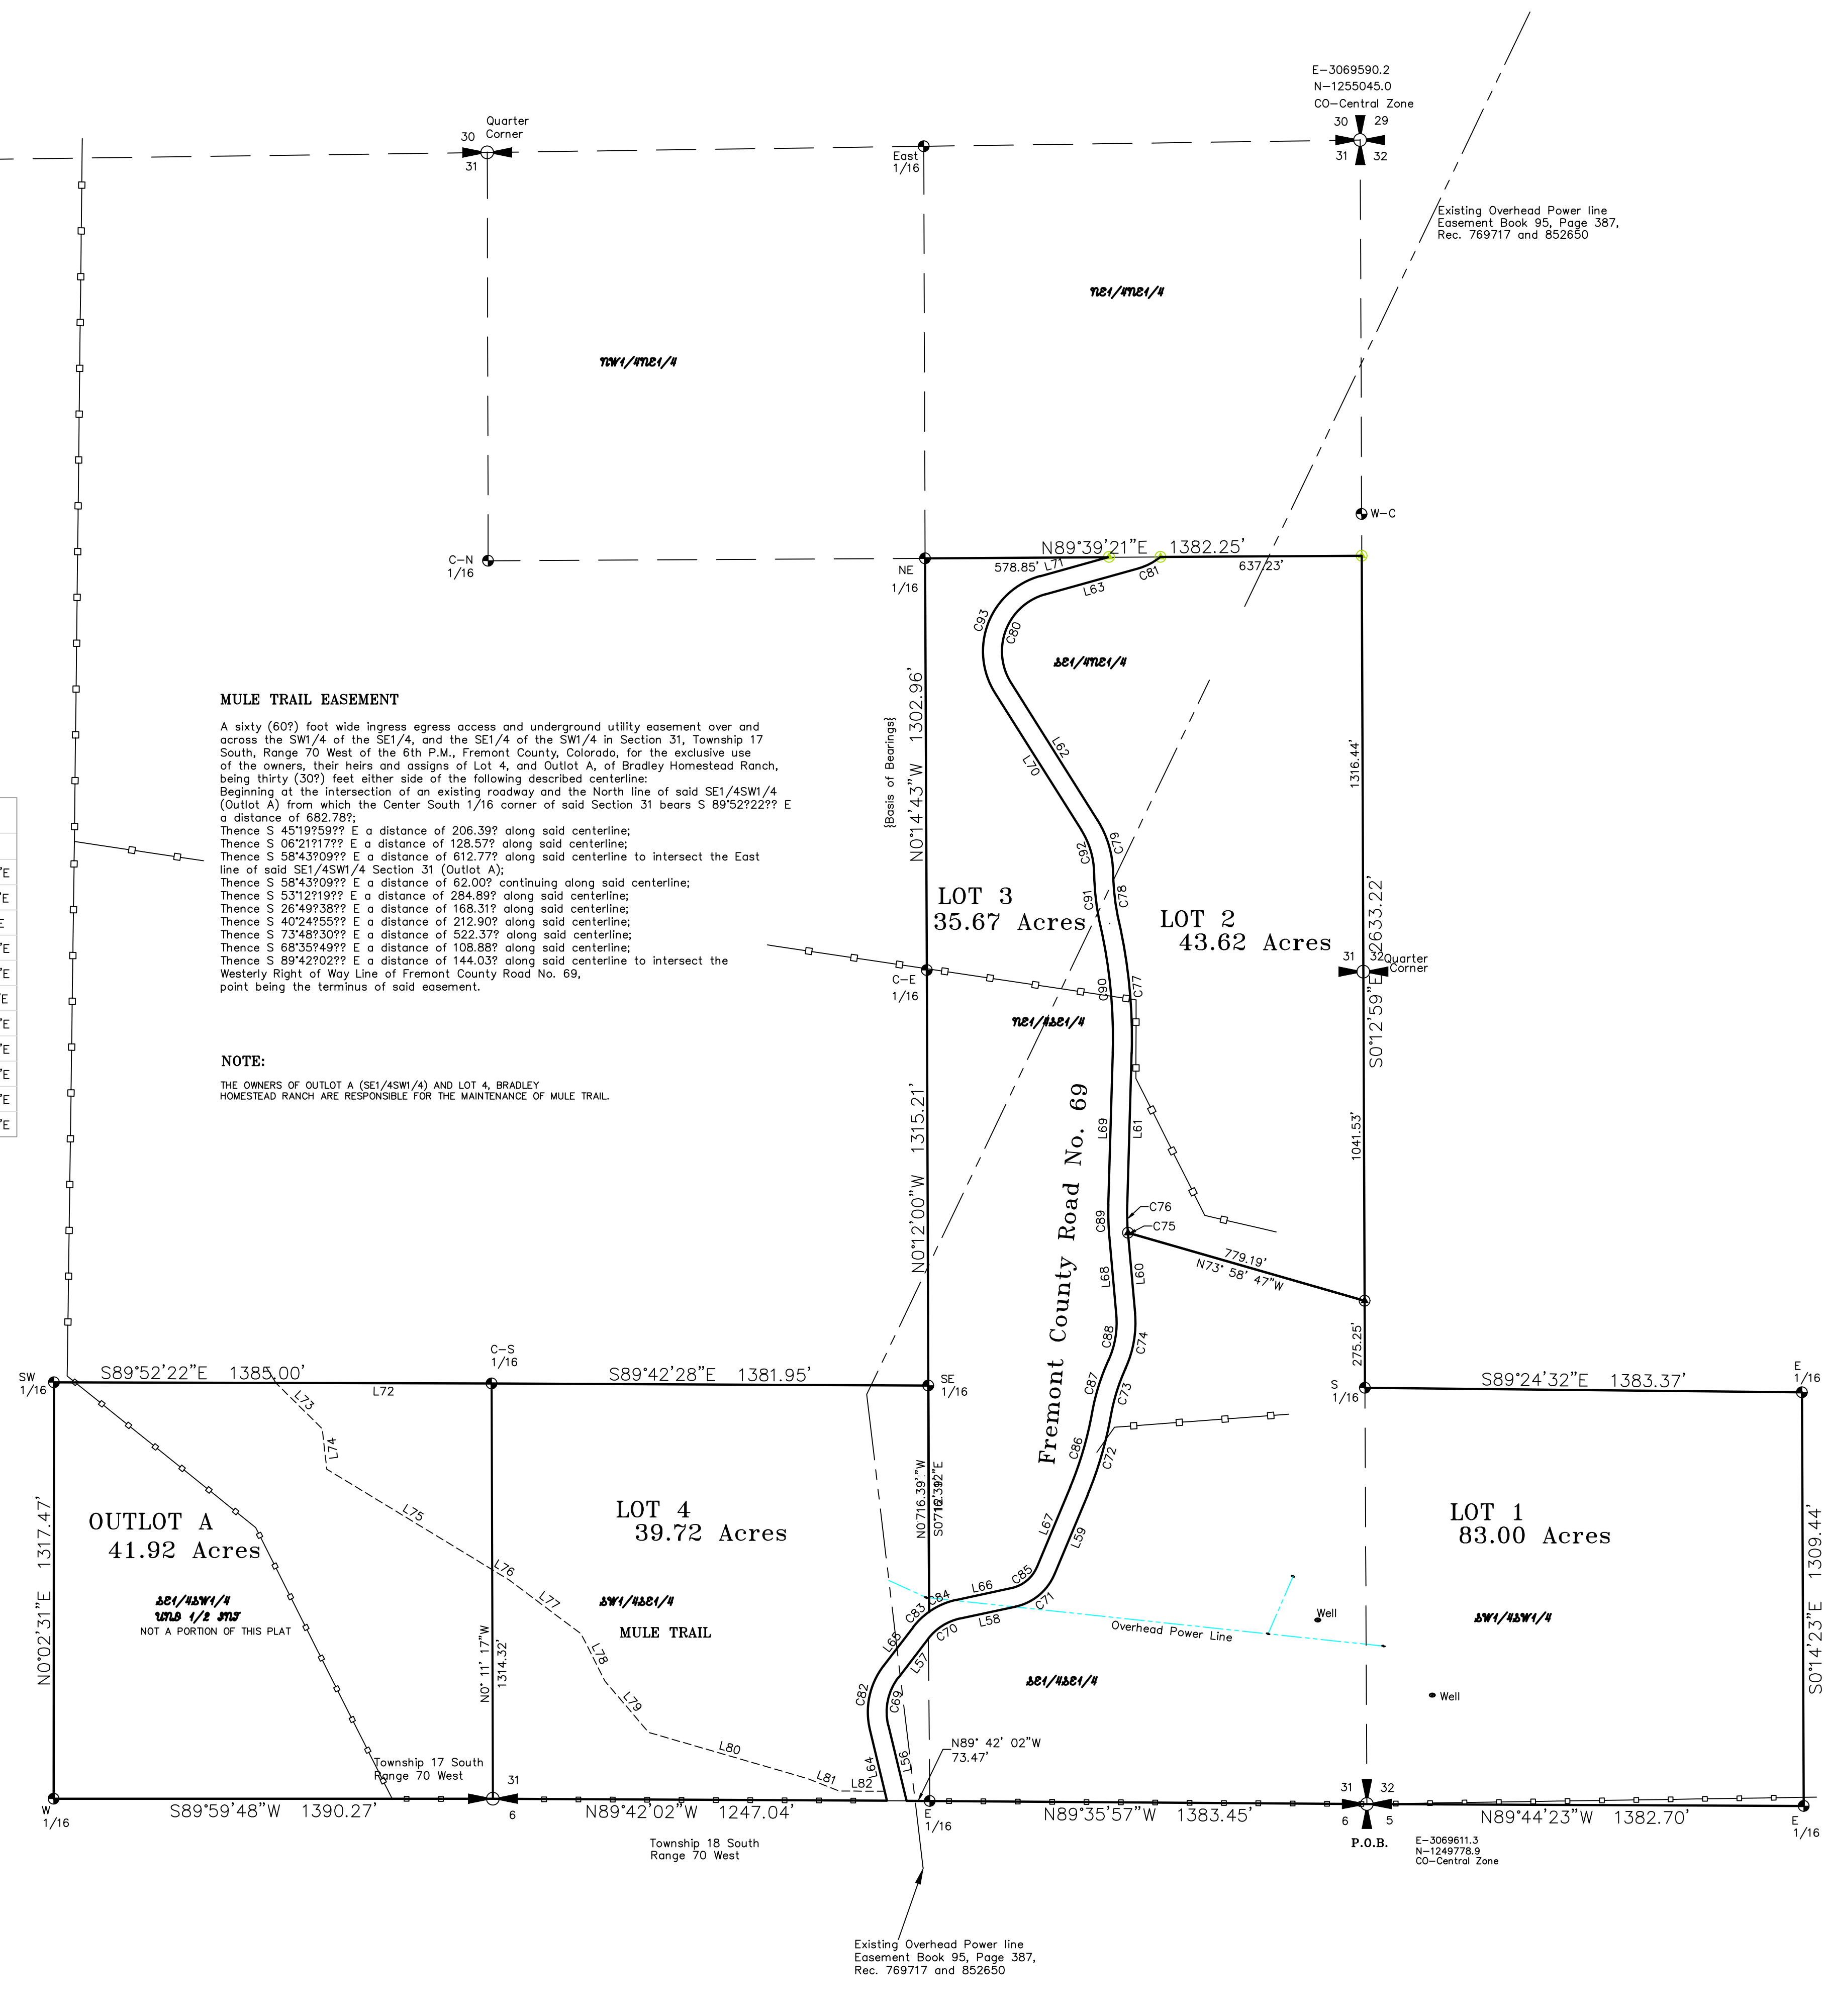 E-3069590.2
N-1255045.0
CO-Central Zone
30 29
31 32
Quarter
Corner
30
31
East
1/16
Existing Overhead Power line
Easement Book 95, Page 387,
Rec. 769717 and 852650
NE1/4NE1/4
NW1/4NE1/4
W-C
C-N
1/16
NE
1/16
N89°39'21"E 1382.25'
578.85'
L71
C81
637.23'
L63
C93
C80
SE1/4NE1/4
N0°14'43"W 1302.96'
{Basis of Bearings}
1316.44'
L62
L70
C79
C92
C91
C78
MULE TRAIL EASEMENT
A sixty (60?) foot wide ingress egress access and underground utility easement over and
across the SW1/4 of the SE1/4, and the SE1/4 of the SW1/4 in Section 31, Township 17
South, Range 70 West of the 6th P.M., Fremont County, Colorado, for the exclusive use
of the owners, their heirs and assigns of Lot 4, and Outlot A, of Bradley Homestead Ranch,
being thirty (30?) feet either side of the following described centerline:
Beginning at the intersection of an existing roadway and the North line of said SE1/4SW1/4
(Outlot A) from which the Center South 1/16 corner of said Section 31 bears S 89°52?22?? E
a distance of 682.78?;
Thence S 45°19?59?? E a distance of 206.39? along said centerline;
Thence S 06°21?17?? E a distance of 128.57? along said centerline;
Thence S 58°43?09?? E a distance of 612.77? along said centerline to intersect the East
line of said SE1/4SW1/4 Section 31 (Outlot A);
Thence S 58°43?09?? E a distance of 62.00? continuing along said centerline;
Thence S 53°12?19?? E a distance of 284.89? along said centerline;
Thence S 26°49?38?? E a distance of 168.31? along said centerline;
Thence S 40°24?55?? E a distance of 212.90? along said centerline;
Thence S 73°48?30?? E a distance of 522.37? along said centerline;
Thence S 68°35?49?? E a distance of 108.88? along said centerline;
Thence S 89°42?02?? E a distance of 144.03? along said centerline to intersect the
Westerly Right of Way Line of Fremont County Road No. 69,
point being the terminus of said easement.
NOTE:
THE OWNERS OF OUTLOT A (SE1/4SW1/4) AND LOT 4, BRADLEY
HOMESTEAD RANCH ARE RESPONSIBLE FOR THE MAINTENANCE OF MULE TRAIL.
"E
"E
E
"E
"E
"E
"E
"E
"E
"E
"E
LOT 3
35.67 Acres
LOT 2
43.62 Acres
S0°12'59"E 2633.22'
31 32
Quarter
Corner
C-E
1/16
C90
C77
NE1/4SE1/4
N0°12'00"W 1315.21'
Fremont County Road No. 69
L69
L61
1041.53'
C89
C76
C75
779.19'
N73° 58' 47"W
L68
L60
C88
C74
275.25'
SW
1/16
S89°52'22"E 1385.00'
L72
C-S
1/16
S89°42'28"E 1381.95'
SE
1/16
S
1/16
S89°24'32"E 1383.37'
E
1/16
C87
C73
C86
C72
L73
L74
L75
L76
L77
L78
L79
L80
L81
L82
OUTLOT A
41.92 Acres
SE1/4SW1/4
UND 1/2 INT
NOT A PORTION OF THIS PLAT
N0°02'31"E 1317.47'
N0° 11' 17"W
1314.32'
LOT 4
39.72 Acres
SW1/4SE1/4
MULE TRAIL
L67
L59
C85
C71
L66
L58
C84
C83
C70
L65
L57
C82
C69
L64
L56
Overhead Power Line
Well
Well
SE1/4SE1/4
LOT 1
83.00 Acres
SW1/4SW1/4
S0°14'23"E 1309.44'
N89° 42' 02"W
73.47'
Township 17 South
Range 70 West
W
1/16
S89°59'48"W 1390.27'
31
6
N89°42'02"W 1247.04'
E
1/16
N89°35'57"W 1383.45'
31 32
6 5
N89°44'23"W 1382.70'
E
1/16
P.O.B.
E-3069611.3
N-1249778.9
CO-Central Zone
Township 18 South
Range 70 West
Existing Overhead Power line
Easement Book 95, Page 387,
Rec. 769717 and 852650